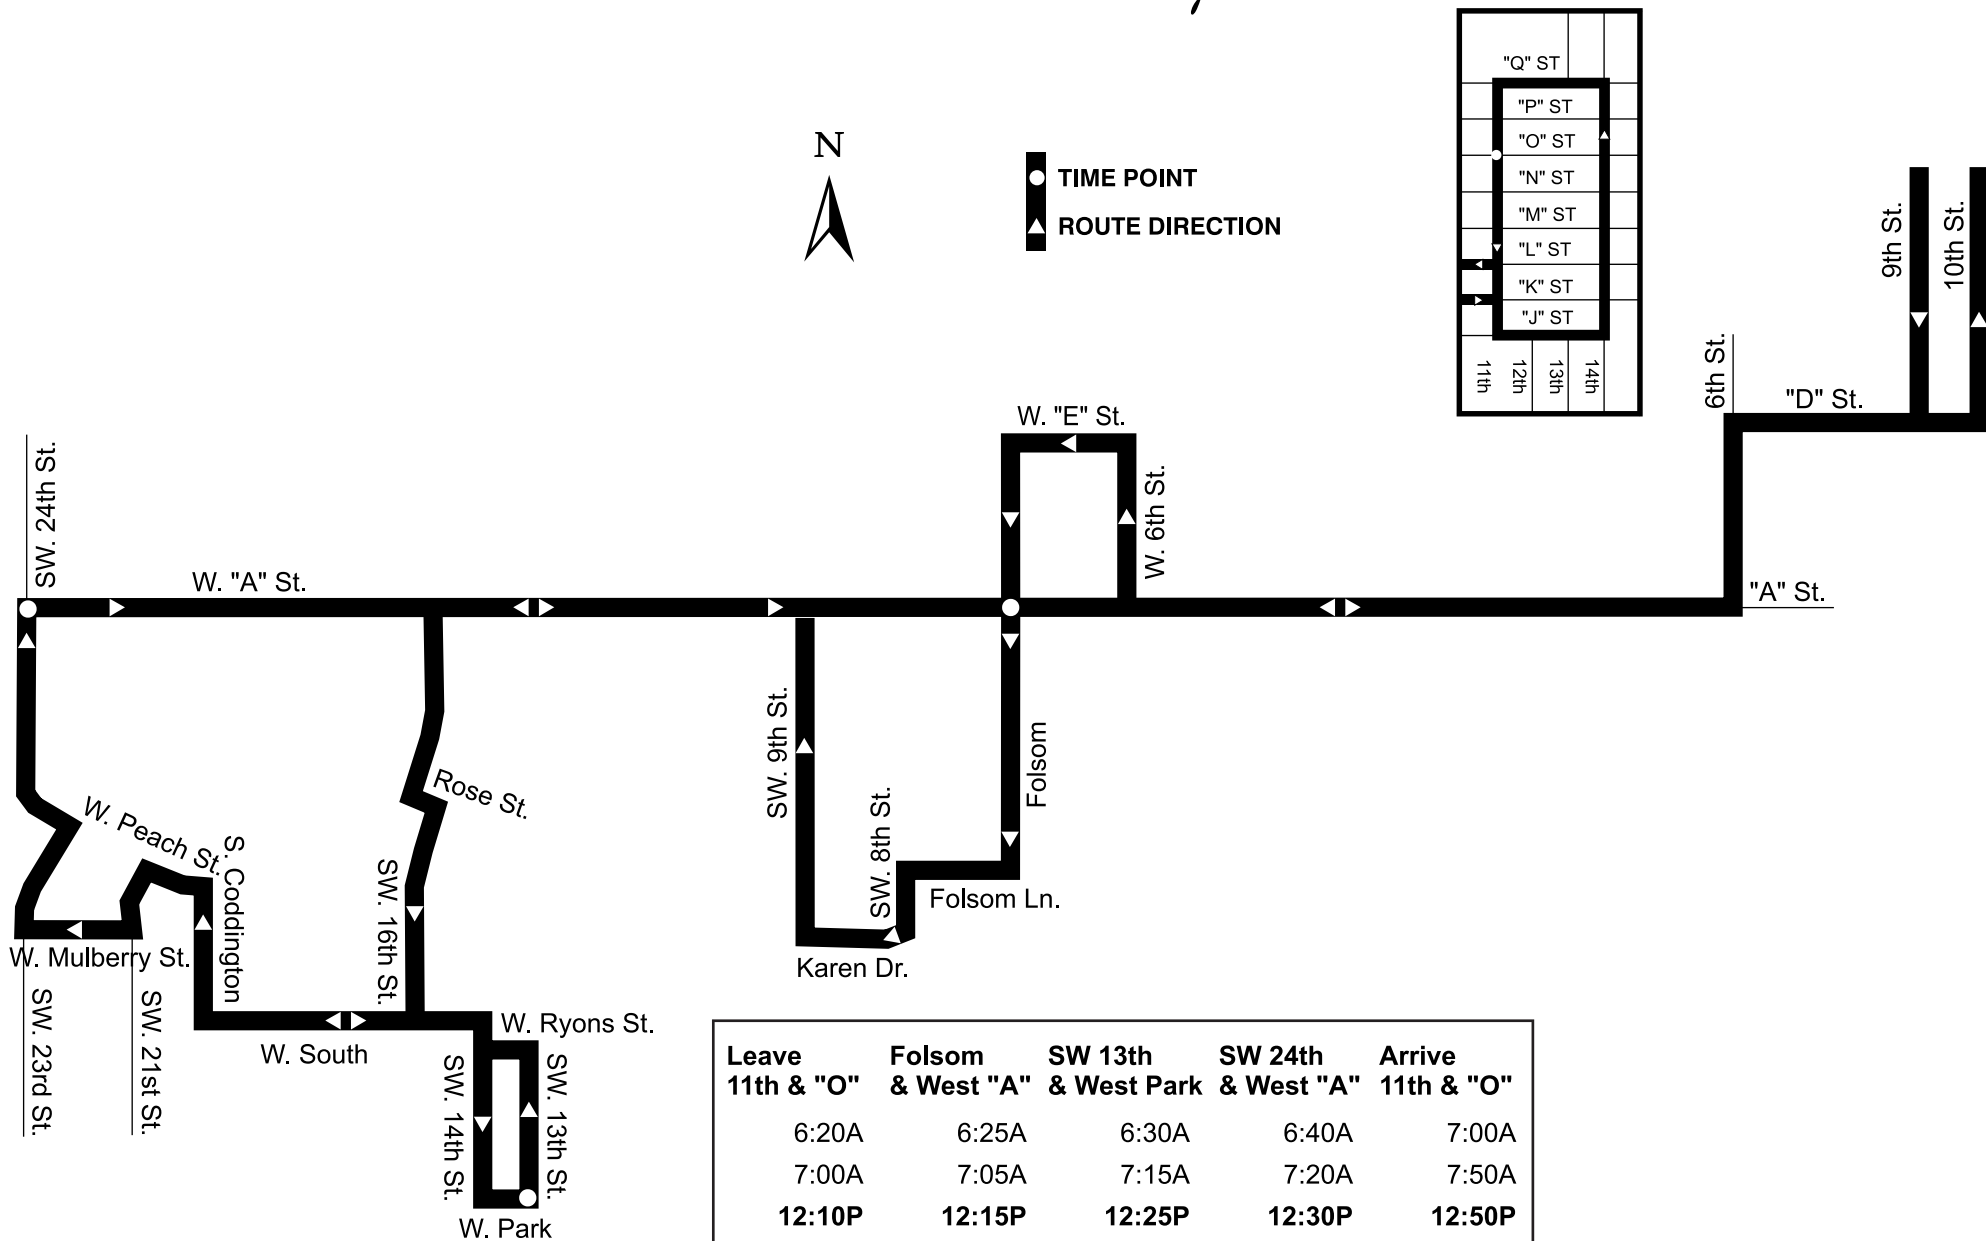 "Q" ST
"P" ST
"O" ST
"N" ST
"M" ST
"L" ST
"K" ST
"J" ST
11th
12th
13th
14th
N
TIME POINT
ROUTE DIRECTION
9th St.
10th St.
6th St.
"D" St.
"A" St.
W. "E" St.
W. 6th St.
SW. 24th St.
W. "A" St.
SW. 9th St.
Folsom
SW. 8th St.
Folsom Ln.
Karen Dr.
Rose St.
W. Peach St.
S. Coddington
SW. 16th St.
W. Mulberry St.
SW. 23rd St.
SW. 21st St.
W. South
W. Ryons St.
SW. 14th St.
SW. 13th St.
W. Park
Leave Folsom SW 13th SW 24th Arrive
11th & "O" & West "A" & West Park & West "A" 11th & "O"
6:20A 6:25A 6:30A 6:40A 7:00A
7:00A 7:05A 7:15A 7:20A 7:50A
12:10P 12:15P 12:25P 12:30P 12:50P